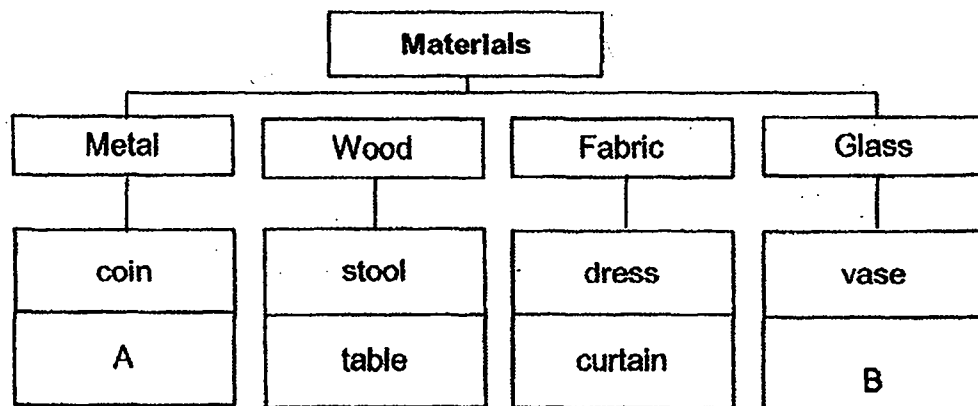 Materials
Metal Wood Fabric Glass
coin stool dress vase
A table curtain B